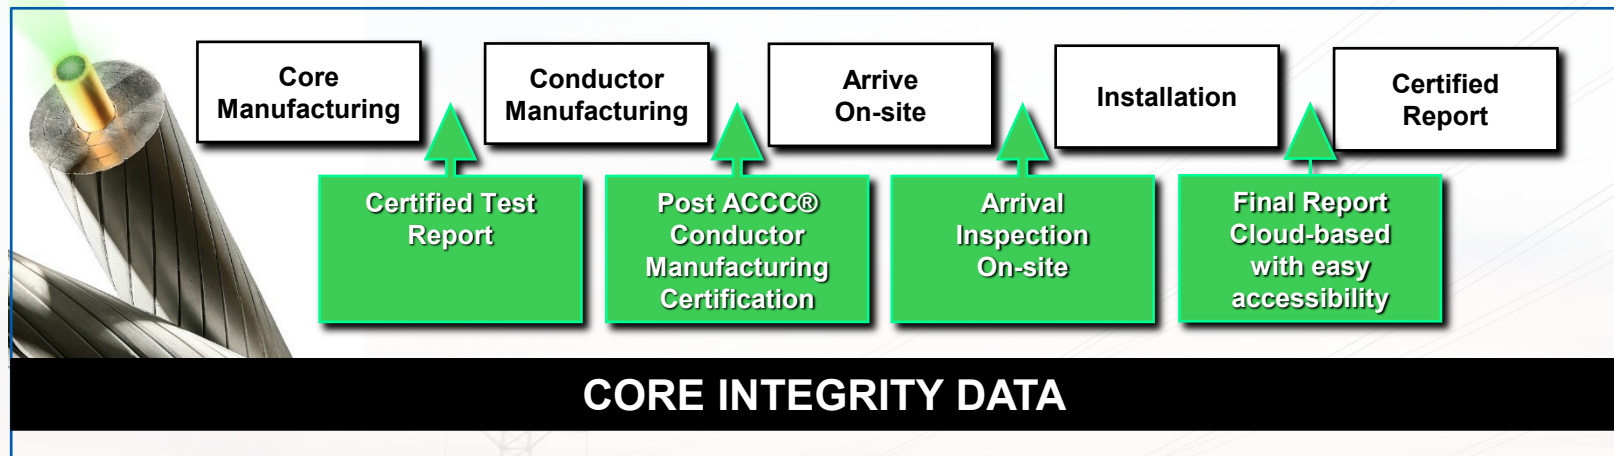 Core
Manufacturing
Conductor
Manufacturing
Arrive
On-site
Installation
Certified
Report
Certified Test
Report
Post ACCC®
Conductor
Manufacturing
Certification
Arrival
Inspection
On-site
Final Report
Cloud-based
with easy
accessibility
CORE INTEGRITY DATA